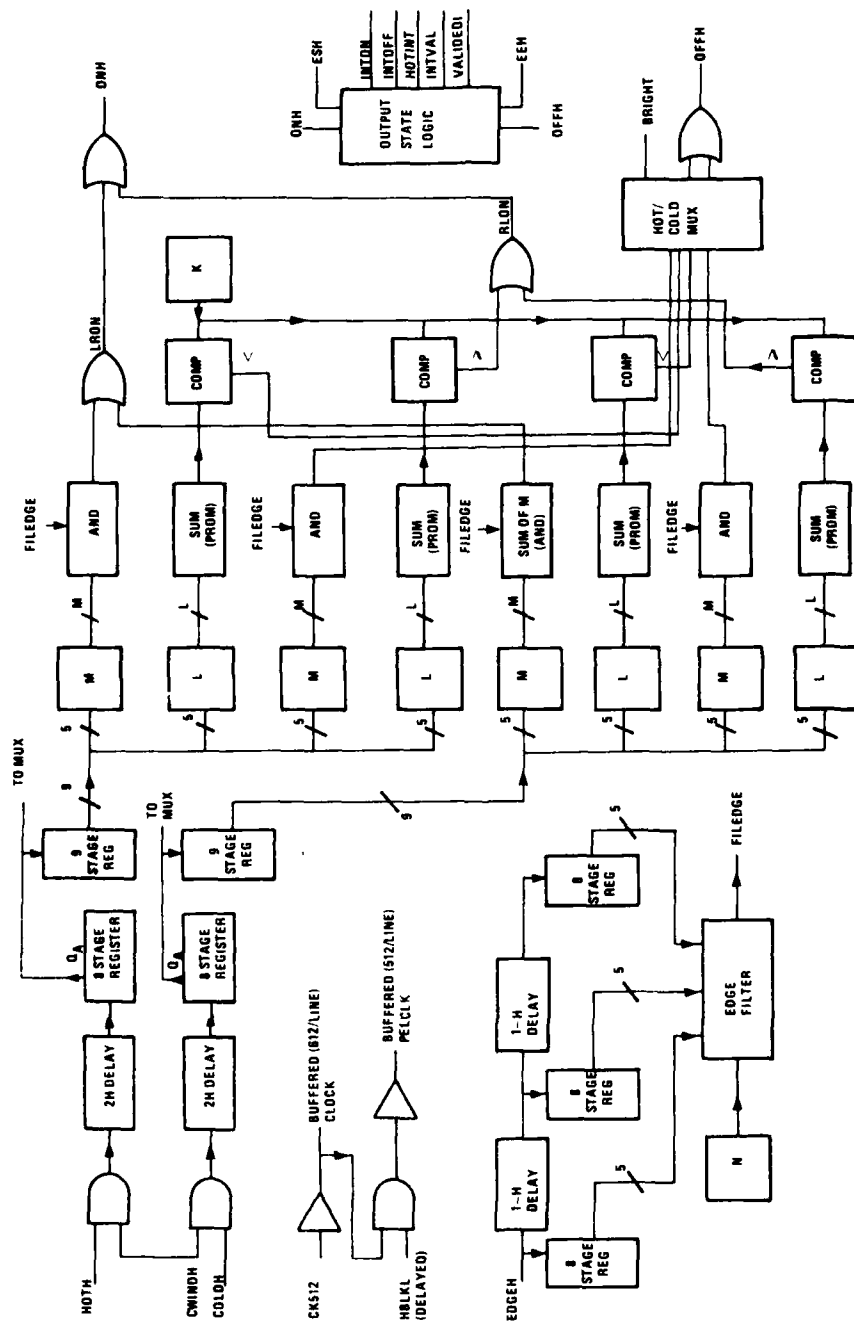 HOTH
CWINDH
COLDH
2H DELAY
2H DELAY
8 STAGE
REGISTER
QA
8 STAGE
REGISTER
QA
TO MUX
TO
MUX
9
STAGE
REG
9
STAGE
REG
9
9
CK512
BUFFERED (612/LINE)
CLOCK
HBLKL
(DELAYED)
BUFFERED (512/LINE)
PELCLK
EDGEH
1-H
DELAY
1-H
DELAY
8
STAGE
REG
8
STAGE
REG
8
STAGE
REG
5
5
5
N
EDGE
FILTER
FILEDGE
5
M
M
FILEDGE
AND
5
L
L
SUM
(PROM)
COMP
K
5
M
M
FILEDGE
AND
5
L
L
SUM
(PROM)
COMP
>
5
M
M
FILEDGE
SUM OF M
(AND)
5
L
L
SUM
(PROM)
COMP
5
M
M
FILEDGE
AND
5
L
L
SUM
(PROM)
COMP
>
LRON
RLON
ONH
HOT/
COLD
MUX
BRIGHT
OFFH
OUTPUT
STATE
LOGIC
ONH
ESH
OFFH
EEH
INTON
INTOFF
HOTINT
INTVAL
VALIDEDI